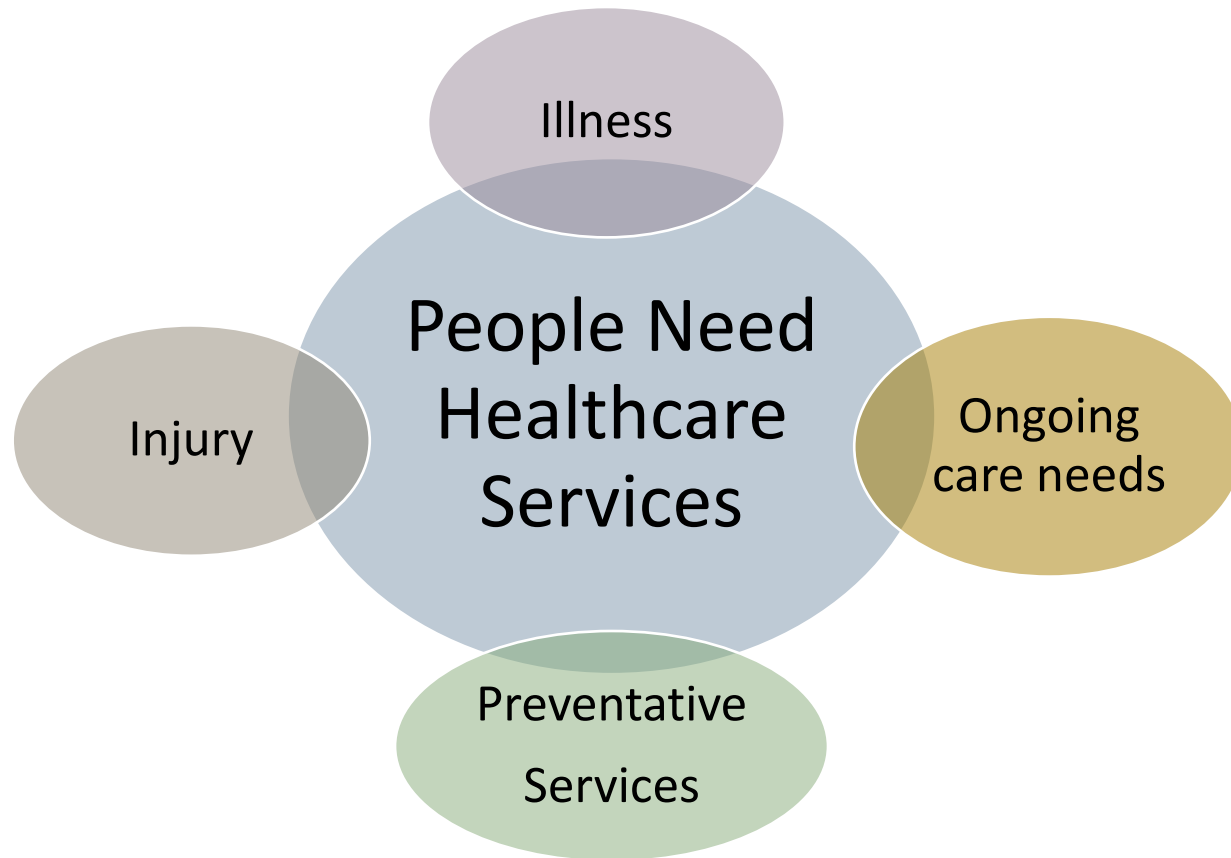 Illness
People Need
Healthcare
Services
Injury
Ongoing
care needs
Preventative
Services